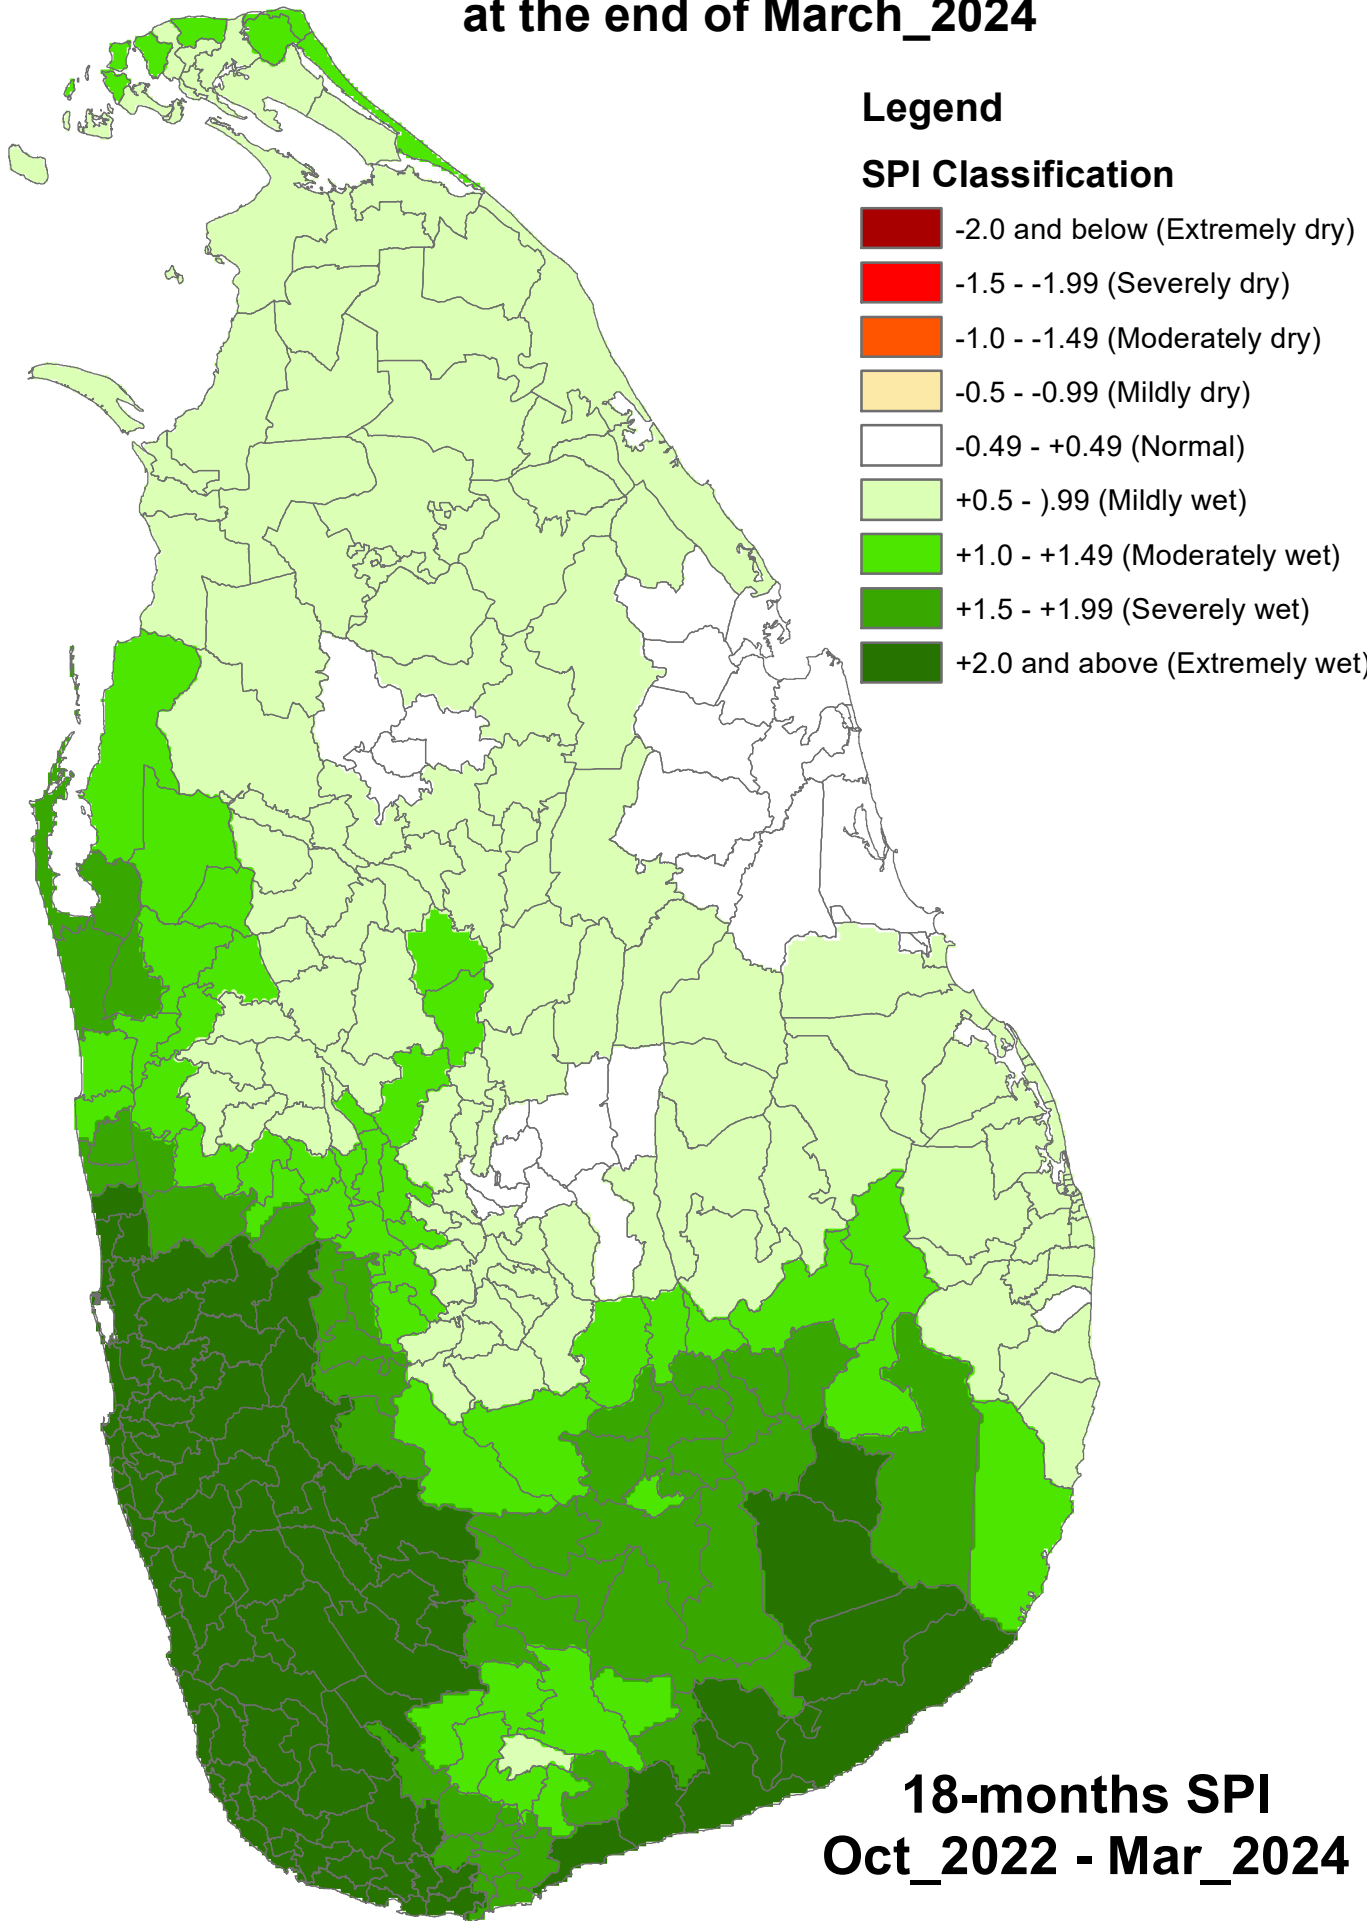 at the end of March_2024
Legend
SPI Classification
-2.0 and below (Extremely dry)
-1.5 - -1.99 (Severely dry)
-1.0 - -1.49 (Moderately dry)
-0.5 - -0.99 (Mildly dry)
-0.49 - +0.49 (Normal)
+0.5 - ).99 (Mildly wet)
+1.0 - +1.49 (Moderately wet)
+1.5 - +1.99 (Severely wet)
+2.0 and above (Extremely wet)
18-months SPI
Oct_2022 - Mar_2024